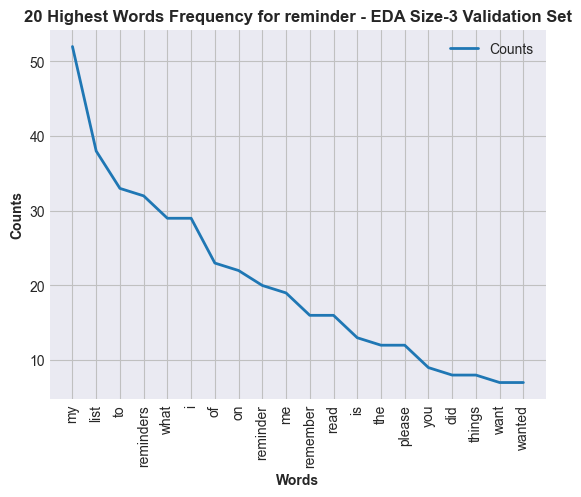 20 Highest Words Frequency for reminder - EDA Size-3 Validation Set
Counts
50
40
30
20
10
Counts
my
list
to
reminders
what
i
of
on
reminder
me
remember
read
is
the
please
you
did
things
want
wanted
Words